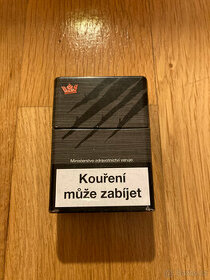 Ministerstvo zdravotnictví varuje:
Kouření
může zabíjet